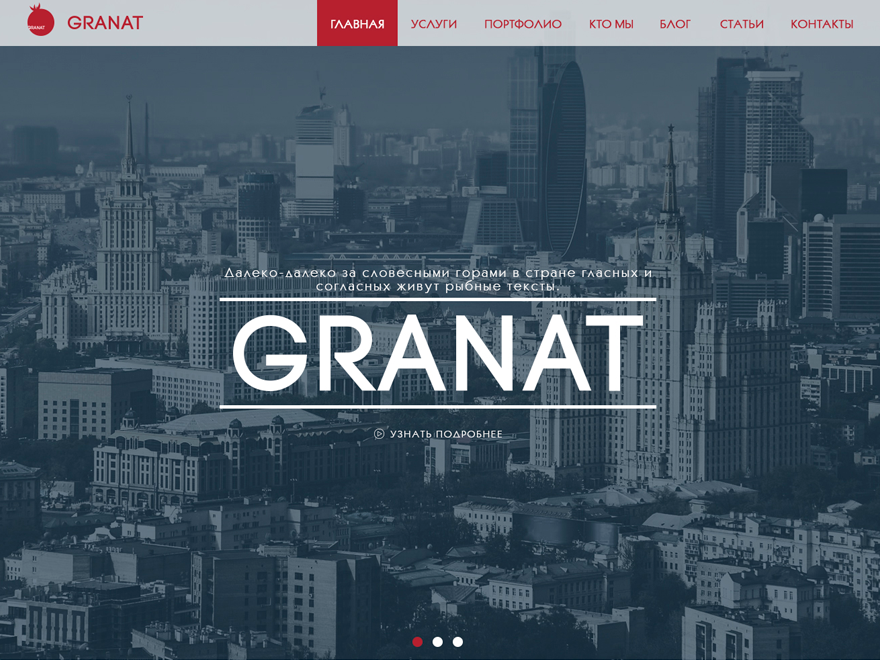 GRANAT
GRANAT
ГЛАВНАЯ
УСЛУГИ
ПОРТФОЛИО
КТО МЫ
БЛОГ
СТАТЬИ
КОНТАКТЫ
Далеко-далеко за словесными горами в стране гласных и
согласных живут рыбные тексты.
GRANAT
УЗНАТЬ ПОДРОБНЕЕ